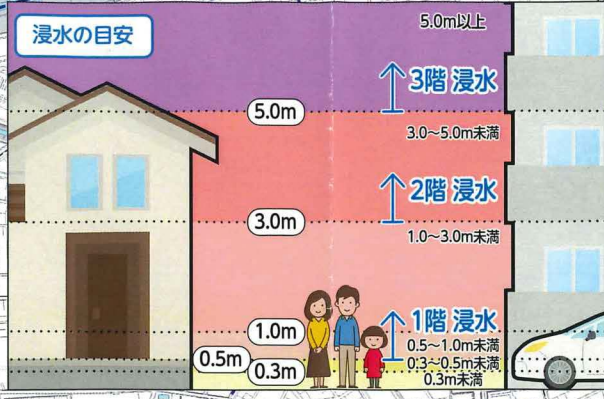 浸水の目安
5.0m以上
3階 浸水
5.0m
3.0～5.0m未満
2階 浸水
3.0m
1.0～3.0m未満
1階 浸水
1.0m
0.5～1.0m未満
0.5m
0.3～0.5m未満
0.3m
0.3m未満